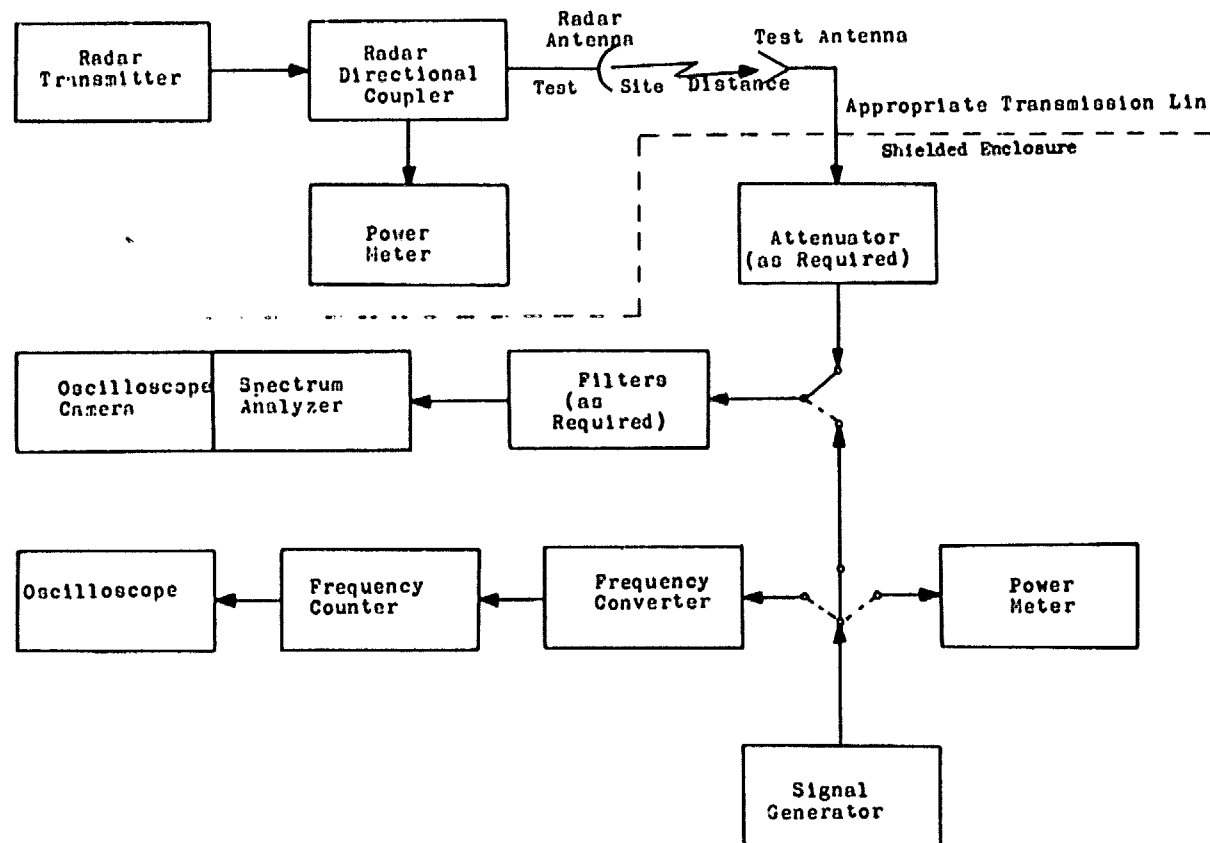 Radar
Antenna
Test Antenna
Radar
Transmitter
Radar
Directional
Coupler
Test Site Distance
Appropriate Transmission Lin
Shielded Enclosure
Power
Meter
Attenuator
(as Required)
Oscilloscope
Camera
Spectrum
Analyzer
Filters
(as
Required)
Oscilloscope
Frequency
Counter
Frequency
Converter
Power
Meter
Signal
Generator